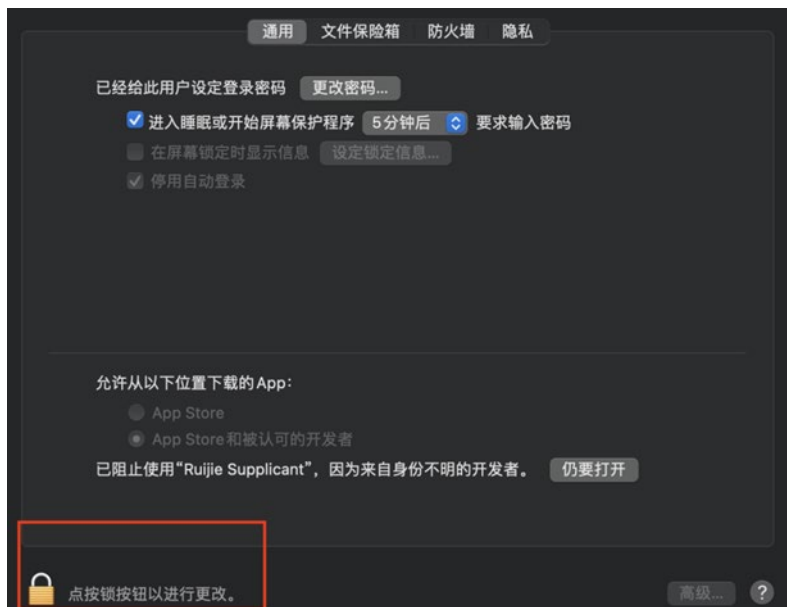 通用 文件保险箱 防火墙 隐私
已经给此用户设定登录密码 更改密码...
进入睡眠或开始屏幕保护程序 5分钟后 要求输入密码
在屏幕锁定时显示信息 设定锁定信息...
停用自动登录
允许从以下位置下载的App:
App Store
App Store和被认可的开发者
已阻止使用“Ruijie Supplicant”，因为来自身份不明的开发者。 仍要打开
点按锁按钮以进行更改。 高级... ?